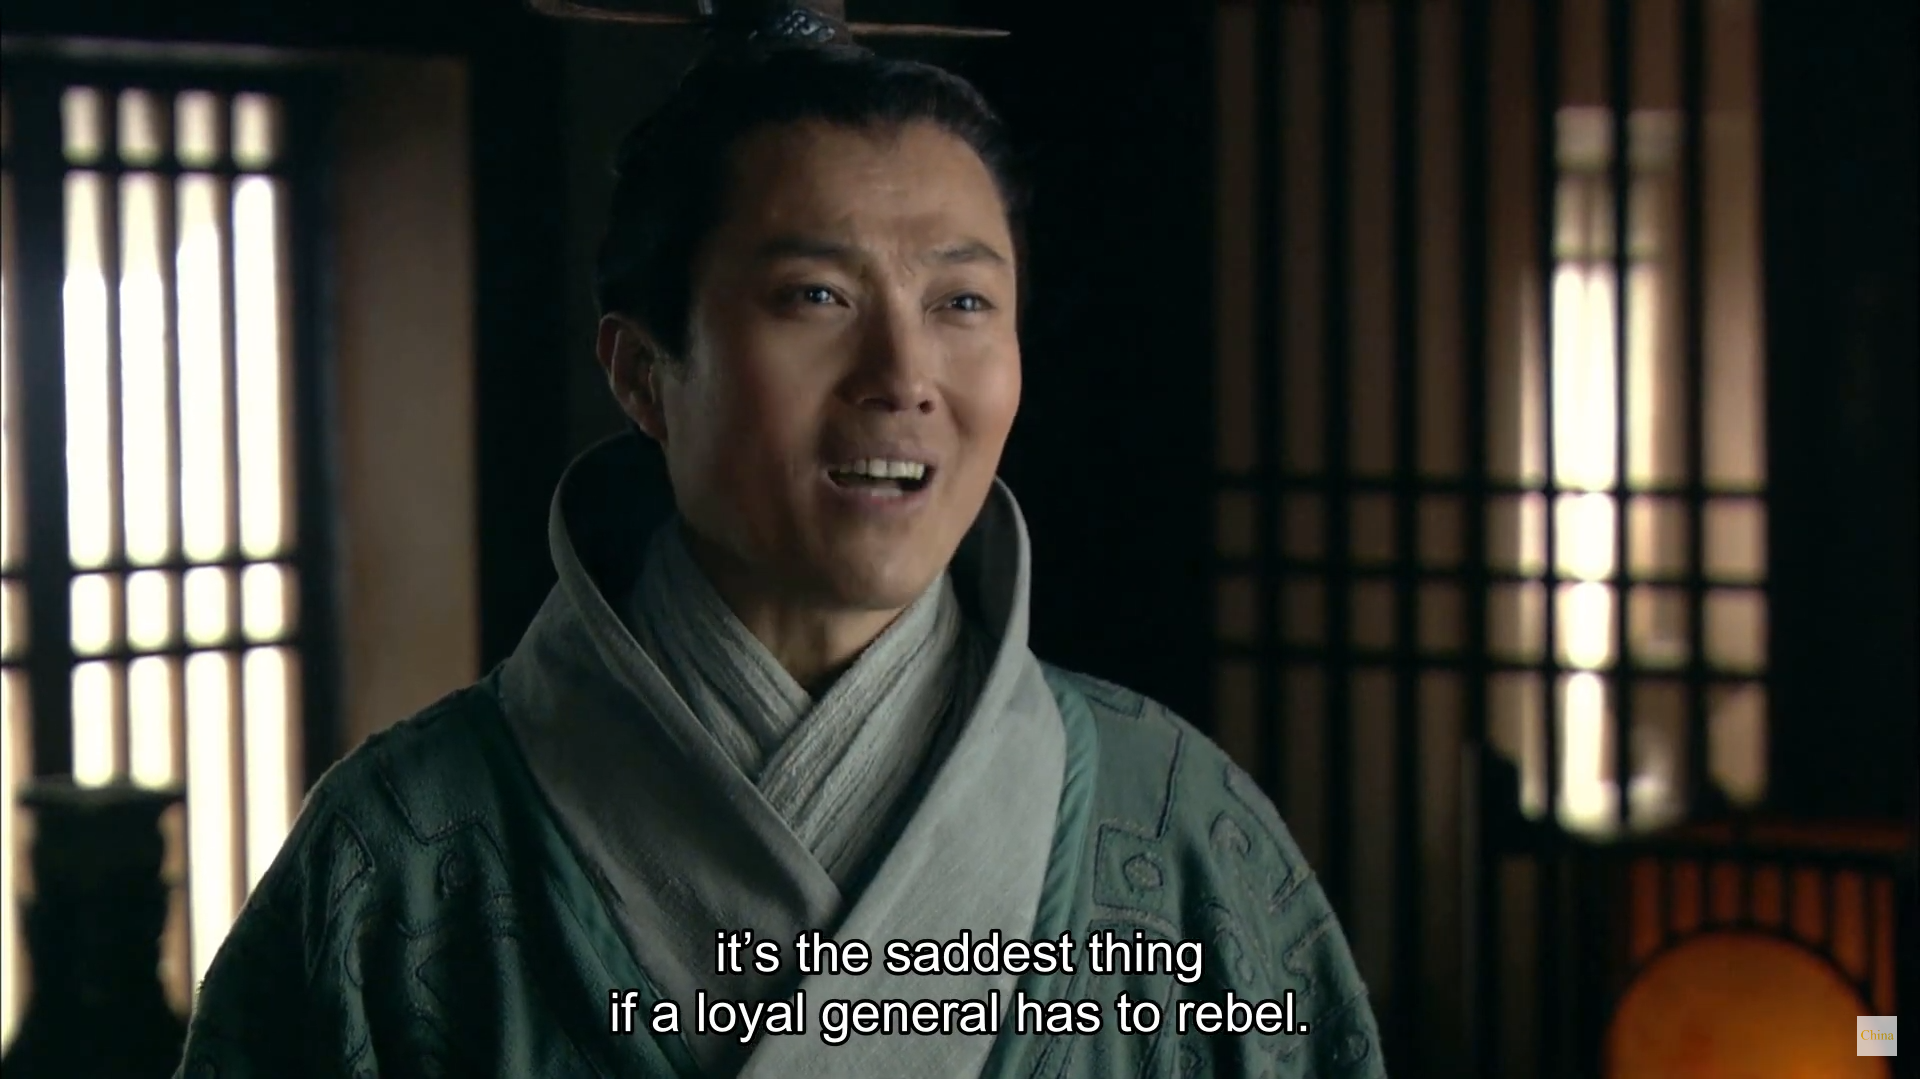 it’s the saddest thing
if a loyal general has to rebel.
China